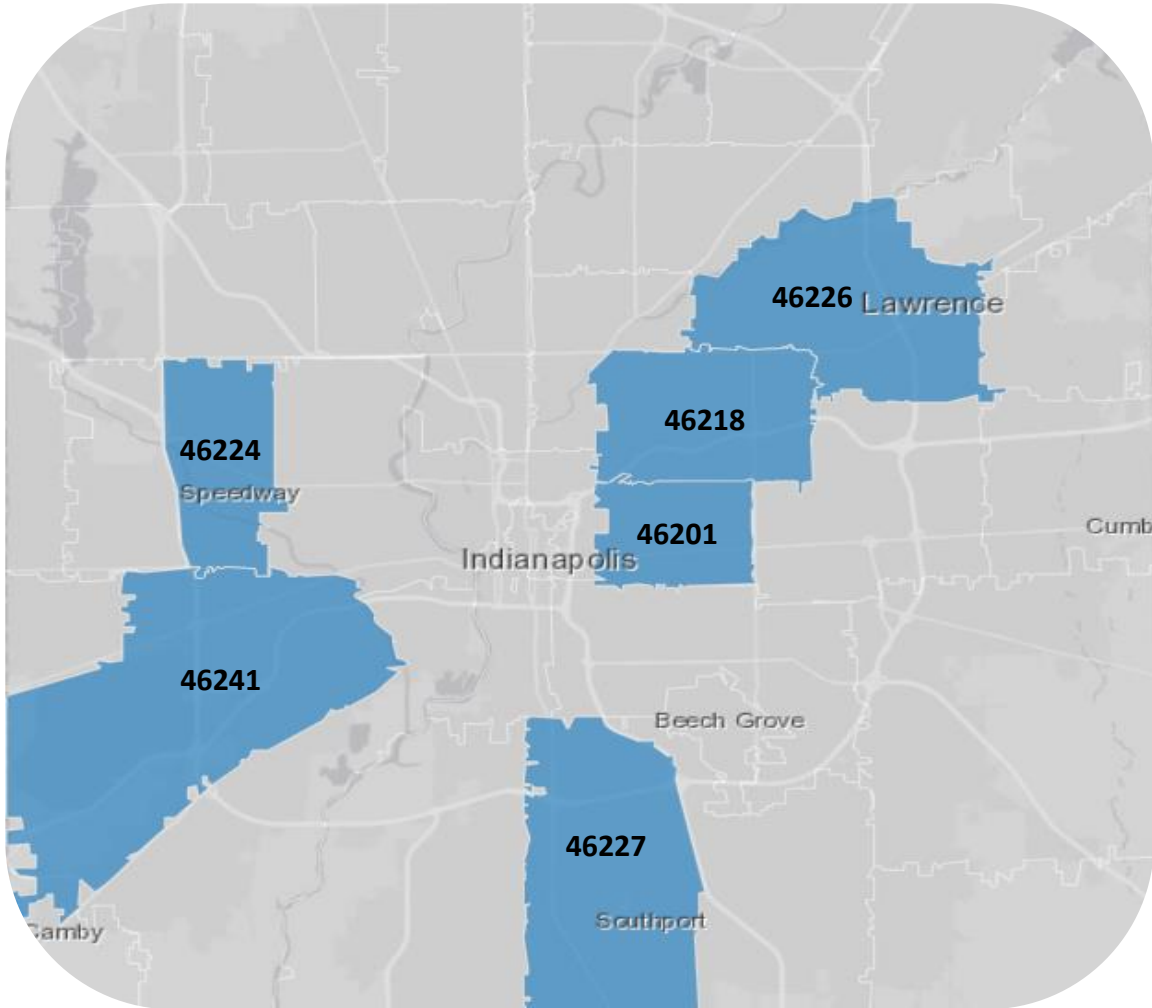 46226
Lawrence
46218
46224
Speedway
Cumb
46201
Indianapolis
46241
Beech Grove
46227
Southport
Camby